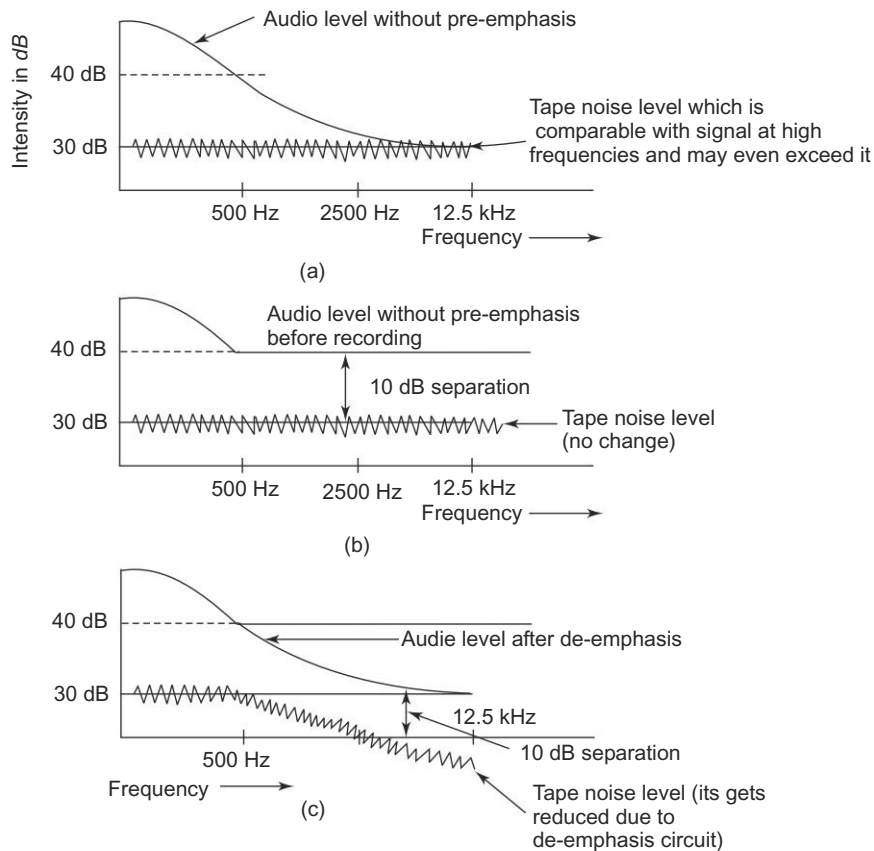 Intensity in dB
Audio level without pre-emphasis
40 dB
Tape noise level which is
comparable with signal at high
frequencies and may even exceed it
30 dB
500 Hz
2500 Hz
12.5 kHz
Frequency
(a)
Audio level without pre-emphasis
before recording
40 dB
10 dB separation
30 dB
Tape noise level
(no change)
500 Hz
2500 Hz
12.5 kHz
Frequency
(b)
40 dB
Audie level after de-emphasis
30 dB
12.5 kHz
10 dB separation
500 Hz
Frequency
(c)
Tape noise level (its gets
reduced due to
de-emphasis circuit)